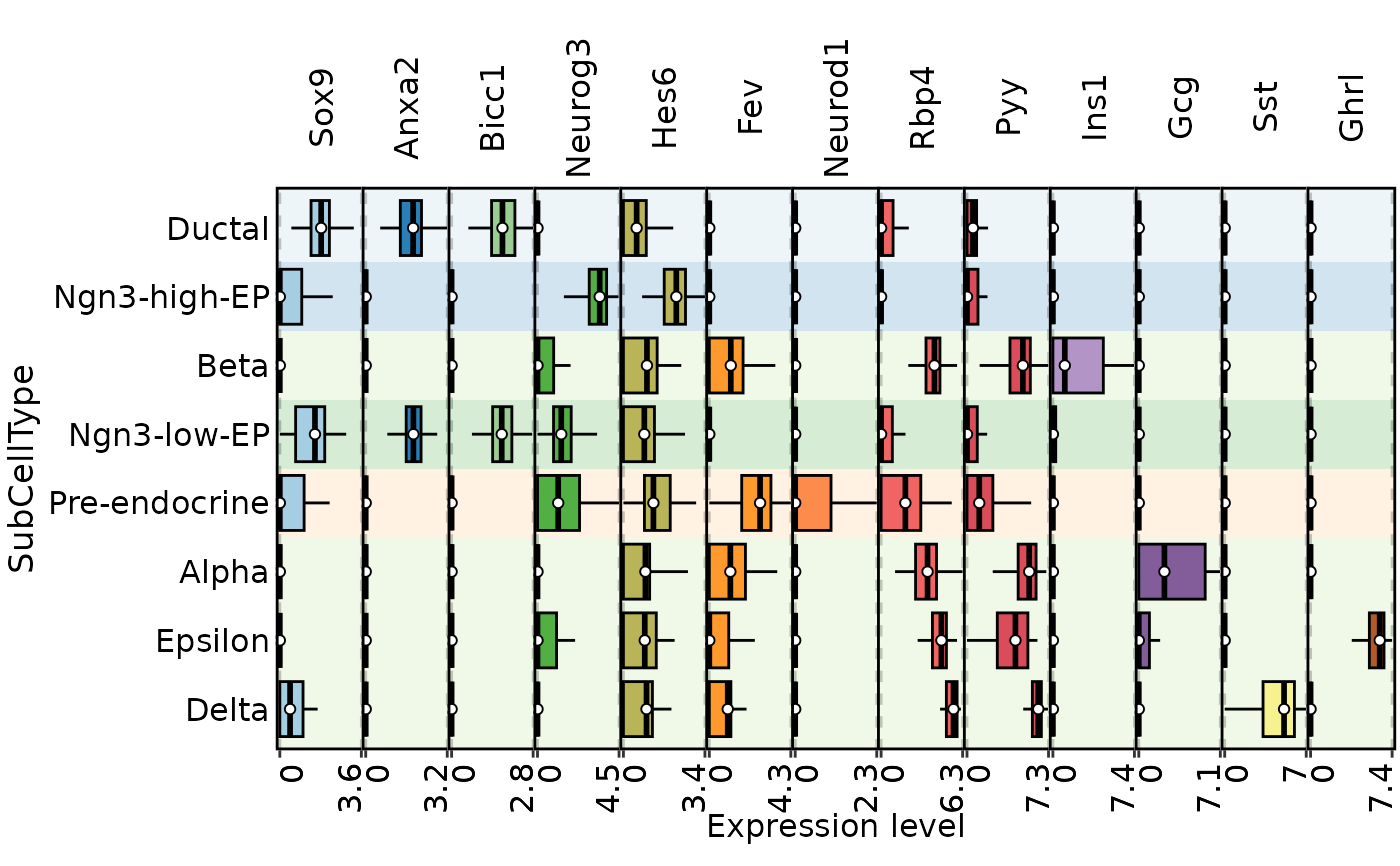 Sox9 Anxa2 Bicc1 Neurog3 Hes6 Fev Neurod1 Rbp4 Pyy Ins1 Gcg Sst Ghrl
SubCellType
Ductal
Ngn3-high-EP
Beta
Ngn3-low-EP
Pre-endocrine
Alpha
Epsilon
Delta
0 3.6 0 3.2 0 2.8 0 4.5 0 3.4 0 4.3 0 2.3 0 6.3 0 7.3 0 7.4 0 7.1 0 7 0 7.4
Expression level